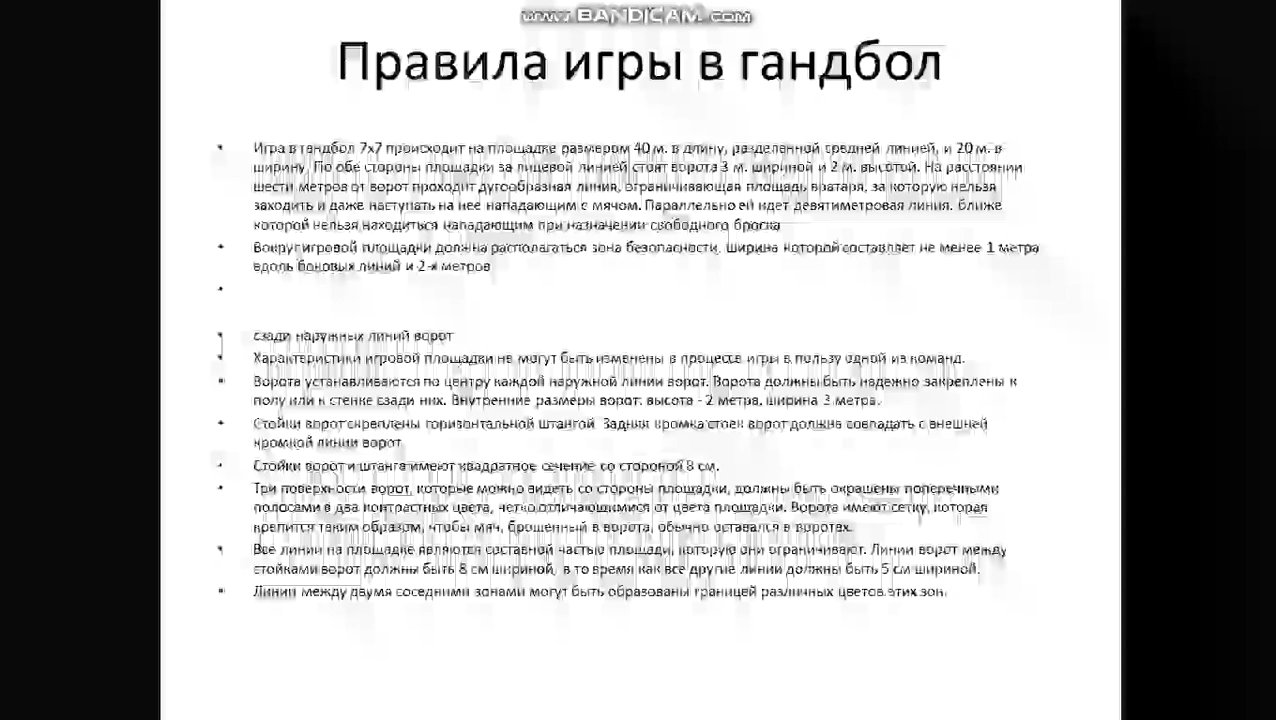 www.BANDICAM.com
Правила игры в гандбол
• Игра в гандбол 7х7 происходит на площадке размером 40 м. в длину, разделенной средней линией, и 20 м. в
ширину. По обе стороны площадки за лицевой линией стоят ворота 3 м. шириной и 2 м. высотой. На расстоянии
шести метров от ворот проходит дугообразная линия, ограничивающая площадь вратаря, за которую нельзя
заходить и даже наступать на нее нападающим с мячом. Параллельно ей идет девятиметровая линия, ближе
которой нельзя находиться нападающим при назначении свободного броска
• Вокруг игровой площадки должна располагаться зона безопасности, ширина которой составляет не менее 1 метра
вдоль боковых линий и 2-х метров
•
• сзади наружных линий ворот
• Характеристики игровой площадки не могут быть изменены в процессе игры в пользу одной из команд.
• Ворота устанавливаются по центру каждой наружной линии ворот. Ворота должны быть надежно закреплены к
полу или к стенке сзади них. Внутренние размеры ворот: высота - 2 метра, ширина 3 метра.
• Стойки ворот скреплены горизонтальной штангой. Задняя кромка стоек ворот должна совпадать с внешней
кромкой линии ворот.
• Стойки ворот и штанга имеют квадратное сечение со стороной 8 см.
• Три поверхности ворот, которые можно видеть со стороны площадки, должны быть окрашены поперечными
полосами в два контрастных цвета, четко отличающимися от цвета площадки. Ворота имеют сетку, которая
крепится таким образом, чтобы мяч, брошенный в ворота, обычно оставался в воротах.
• Все линии на площадке являются составной частью площади, которую они ограничивают. Линии ворот между
стойками ворот должны быть 8 см шириной, в то время как все другие линии должны быть 5 см шириной.
• Линии между двумя соседними зонами могут быть образованы границей различных цветов этих зон.